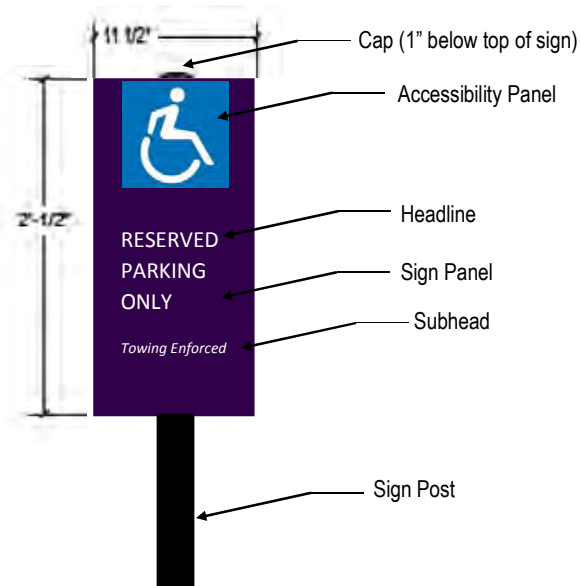 11 1/2"
Cap (1” below top of sign)
Accessibility Panel
2'-1/2"
RESERVED
PARKING
ONLY
Headline
Sign Panel
Subhead
Towing Enforced
Sign Post